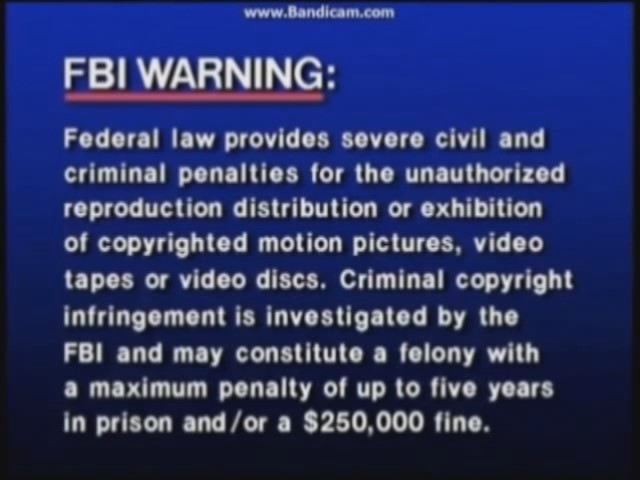 www.Bandicam.com
FBI WARNING:
Federal law provides severe civil and
criminal penalties for the unauthorized
reproduction distribution or exhibition
of copyrighted motion pictures, video
tapes or video discs. Criminal copyright
infringement is investigated by the
FBI and may constitute a felony with
a maximum penalty of up to five years
in prison and/or a $250,000 fine.